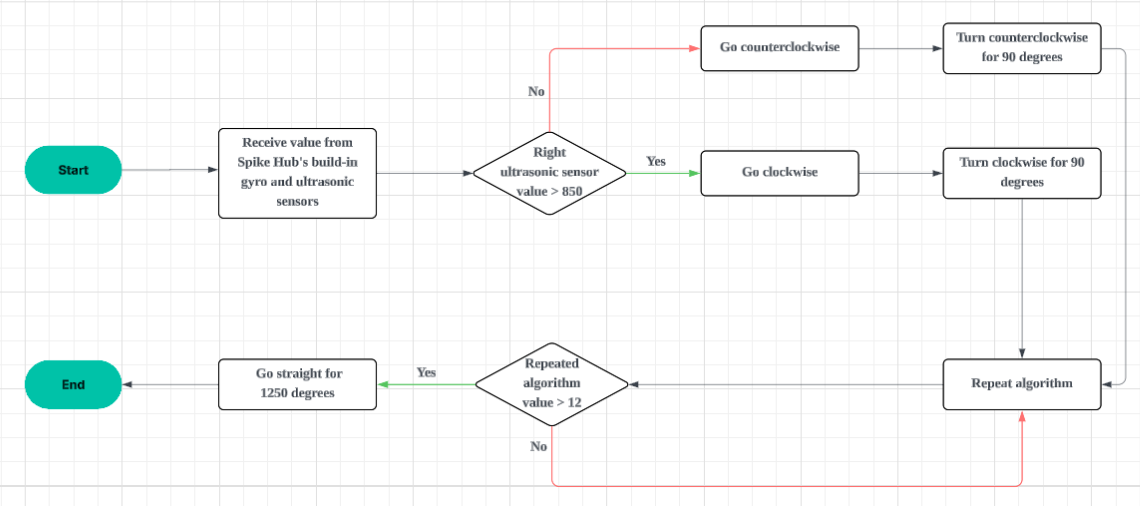 No
Go counterclockwise
Turn counterclockwise
for 90 degrees
Start
Receive value from
Spike Hub's build-in
gyro and ultrasonic
sensors
Right
ultrasonic sensor
value > 850
Yes
Go clockwise
Turn clockwise for 90
degrees
End
Go straight for
1250 degrees
Yes
Repeated
algorithm
value > 12
No
Repeat algorithm